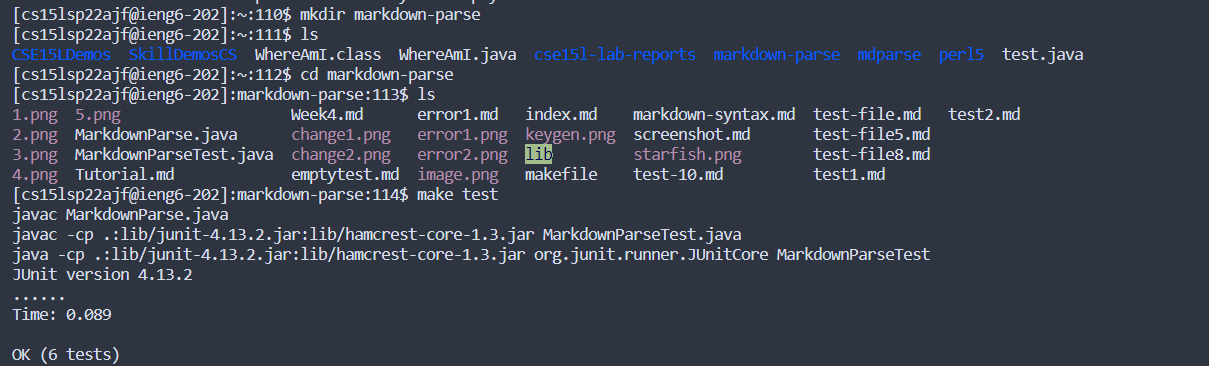 [cs15lsp22ajf@ieng6-202]:~:110$ mkdir markdown-parse
[cs15lsp22ajf@ieng6-202]:~:111$ ls
CSE15LDemos  SkillDemosCS  WhereAmI.class  WhereAmI.java  cse15l-lab-reports  markdown-parse  mdparse  perl5  test.java
[cs15lsp22ajf@ieng6-202]:~:112$ cd markdown-parse
[cs15lsp22ajf@ieng6-202]:markdown-parse:113$ ls
1.png  5.png                   Week4.md      error1.md   index.md    markdown-syntax.md  test-file.md   test2.md
2.png  MarkdownParse.java      change1.png   error1.png  keygen.png  screenshot.md       test-file5.md
3.png  MarkdownParseTest.java  change2.png   error2.png  lib         starfish.png        test-file8.md
4.png  Tutorial.md             emptytest.md  image.png   makefile    test-10.md          test1.md
[cs15lsp22ajf@ieng6-202]:markdown-parse:114$ make test
javac MarkdownParse.java
javac -cp .:lib/junit-4.13.2.jar:lib/hamcrest-core-1.3.jar MarkdownParseTest.java
java -cp .:lib/junit-4.13.2.jar:lib/hamcrest-core-1.3.jar org.junit.runner.JUnitCore MarkdownParseTest
JUnit version 4.13.2
......
Time: 0.089
OK (6 tests)